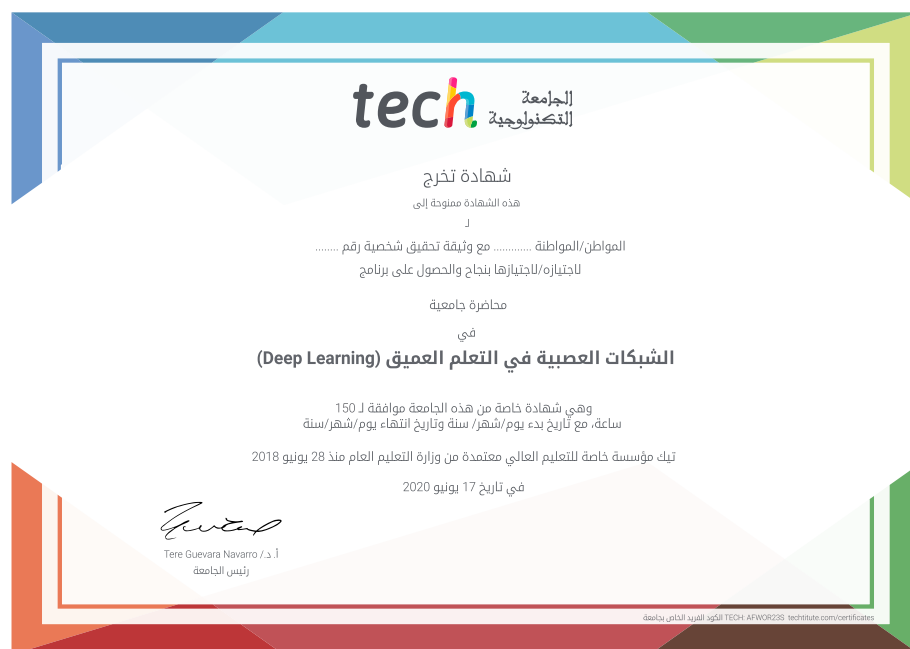 tech الجامعة
التكنولوجية
شهادة تخرج
هذه الشهادة ممنوحة إلى
لـ
المواطن/المواطنة ............. مع وثيقة تحقيق شخصية رقم ........
لاجتيازه/لاجتيازها بنجاح والحصول على برنامج
محاضرة جامعية
في
الشبكات العصبية في التعلم العميق (Deep Learning)
وهي شهادة خاصة من هذه الجامعة موافقة لـ 150
ساعة، مع تاريخ بدء يوم/شهر/ سنة وتاريخ انتهاء يوم/شهر/سنة
تيك مؤسسة خاصة للتعليم العالي معتمدة من وزارة التعليم العام منذ 28 يونيو 2018
في تاريخ 17 يونيو 2020
أ. د./ Tere Guevara Navarro
رئيس الجامعة
الكود الفريد الخاص بجامعة TECH: AFWOR23S techtitute.com/certificates